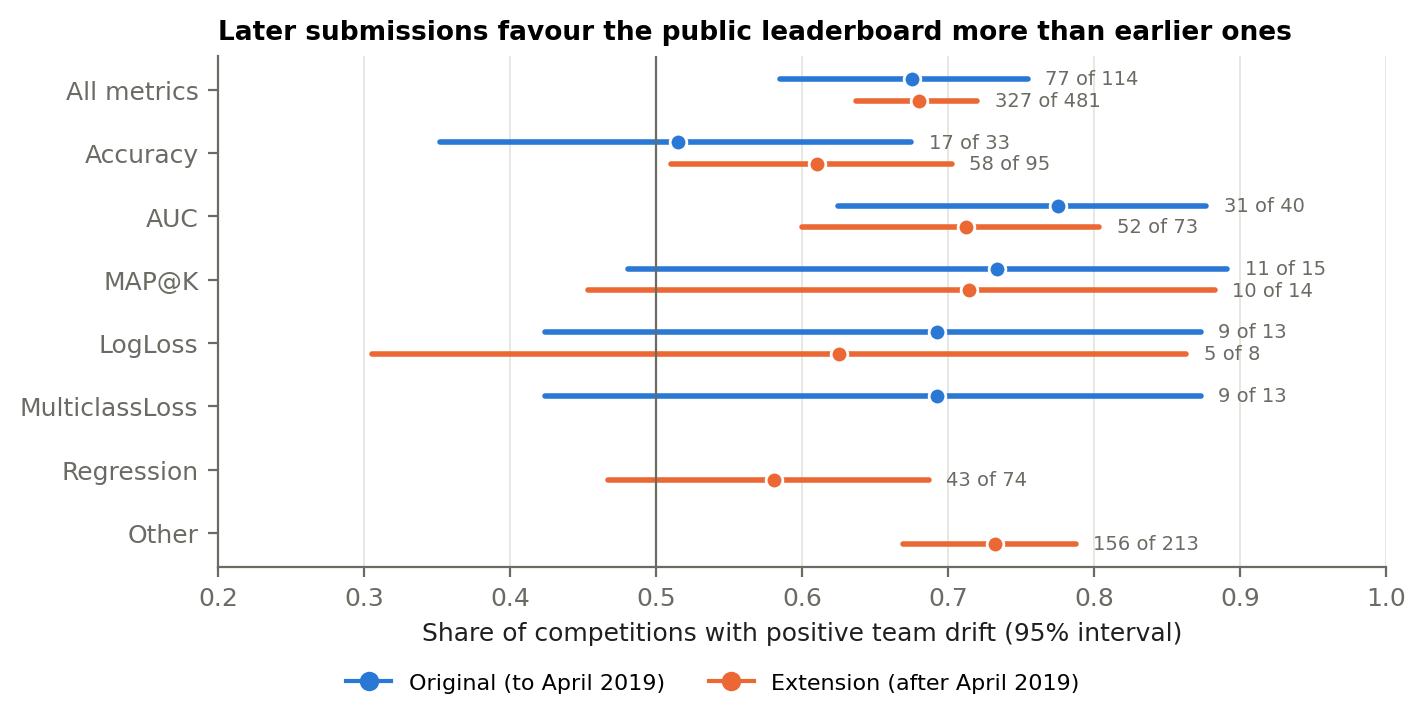 Later submissions favour the public leaderboard more than earlier ones
All metrics
77 of 114
327 of 481
Accuracy
17 of 33
58 of 95
AUC
31 of 40
52 of 73
MAP@K
11 of 15
10 of 14
LogLoss
9 of 13
5 of 8
MulticlassLoss
9 of 13
Regression
43 of 74
Other
156 of 213
0.2 0.3 0.4 0.5 0.6 0.7 0.8 0.9 1.0
Share of competitions with positive team drift (95% interval)
Original (to April 2019) Extension (after April 2019)